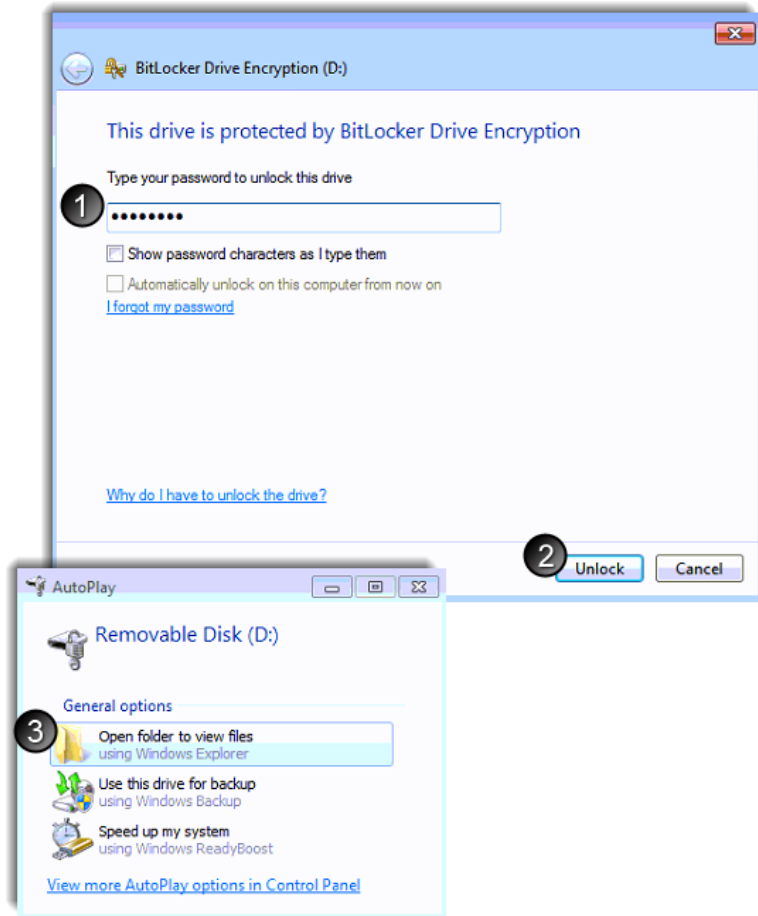 BitLocker Drive Encryption (D:)
This drive is protected by BitLocker Drive Encryption
Type your password to unlock this drive
1
••••••••
Show password characters as I type them
Automatically unlock on this computer from now on
I forgot my password
Why do I have to unlock the drive?
2
Unlock
Cancel
AutoPlay
Removable Disk (D:)
General options
3
Open folder to view files
using Windows Explorer
Use this drive for backup
using Windows Backup
Speed up my system
using Windows ReadyBoost
View more AutoPlay options in Control Panel